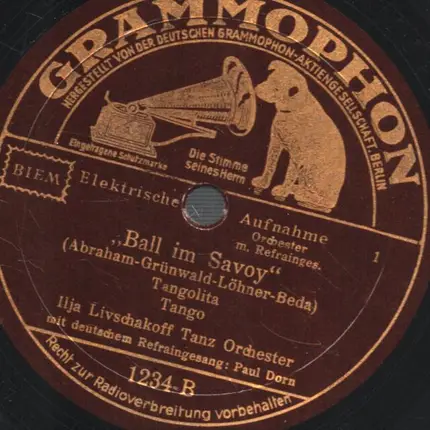 GRAMMOPHON
HERGESTELLT VON DER DEUTSCHEN GRAMMOPHON-AKTIENGESELLSCHAFT, BERLIN
Eingetragene Schutzmarke
Die Stimme
seines Herrn
BIEM
Elektrische
Aufnahme
Orchester
m. Refrainges.
1
„Ball im Savoy“
(Abraham-Grünwald-Löhner-Beda)
Tangolita
Tango
Ilja Livschakoff Tanz Orchester
mit deutschem Refraingesang: Paul Dorn
1234-B
Recht zur Radioverbreitung vorbehalten